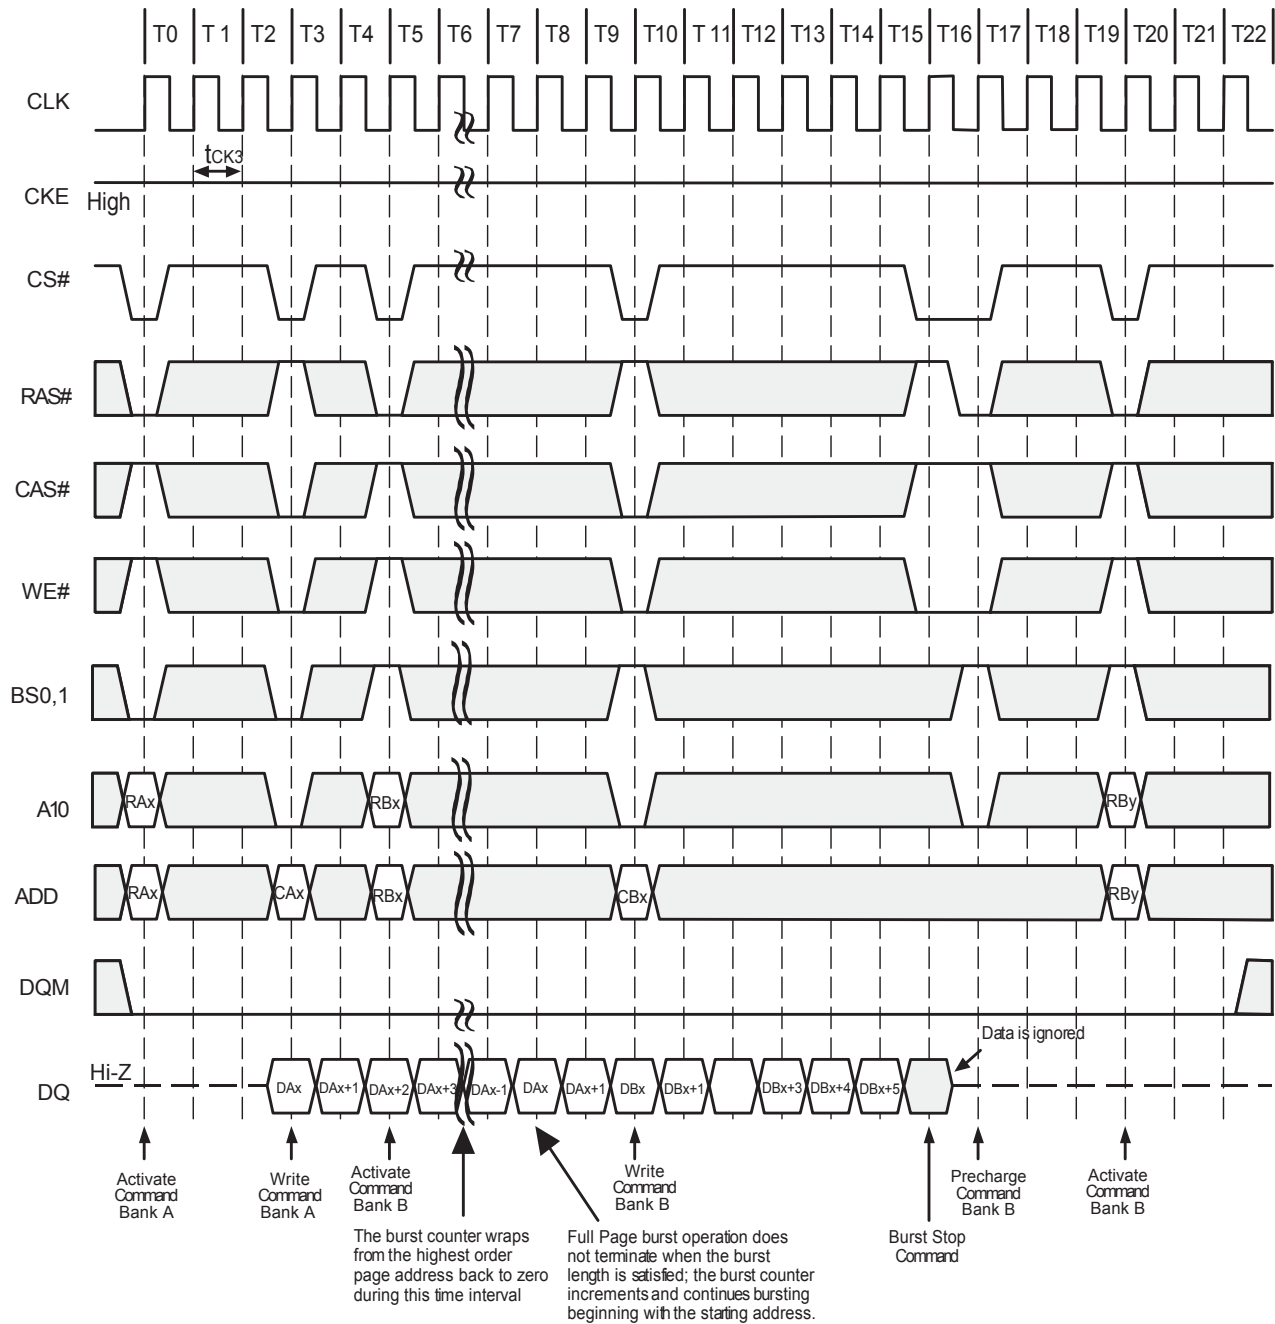 T0 T 1 T2 T3 T4 T5 T6 T7 T8 T9 T10 T 11 T12 T13 T14 T15 T16 T17 T18 T19 T20 T21 T22
CLK
tCK3
CKE High
CS#
RAS#
CAS#
WE#
BS0,1
A10 RAx RBx RBy
ADD RAx CAx RBx CBx RBy
DQM
Data is ignored
Hi-Z
DQ DAx DAx+1 DAx+2 DAx+3 DAx-1 DAx DAx+1 DBx DBx+1 DBx+3 DBx+4 DBx+5
Activate
Command
Bank A
Write
Command
Bank A
Activate
Command
Bank B
The burst counter wraps
from the highest order
page address back to zero
during this time interval
Full Page burst operation does
not terminate when the burst
length is satisfied; the burst counter
increments and continues bursting
beginning with the starting address.
Write
Command
Bank B
Burst Stop
Command
Precharge
Command
Bank B
Activate
Command
Bank B